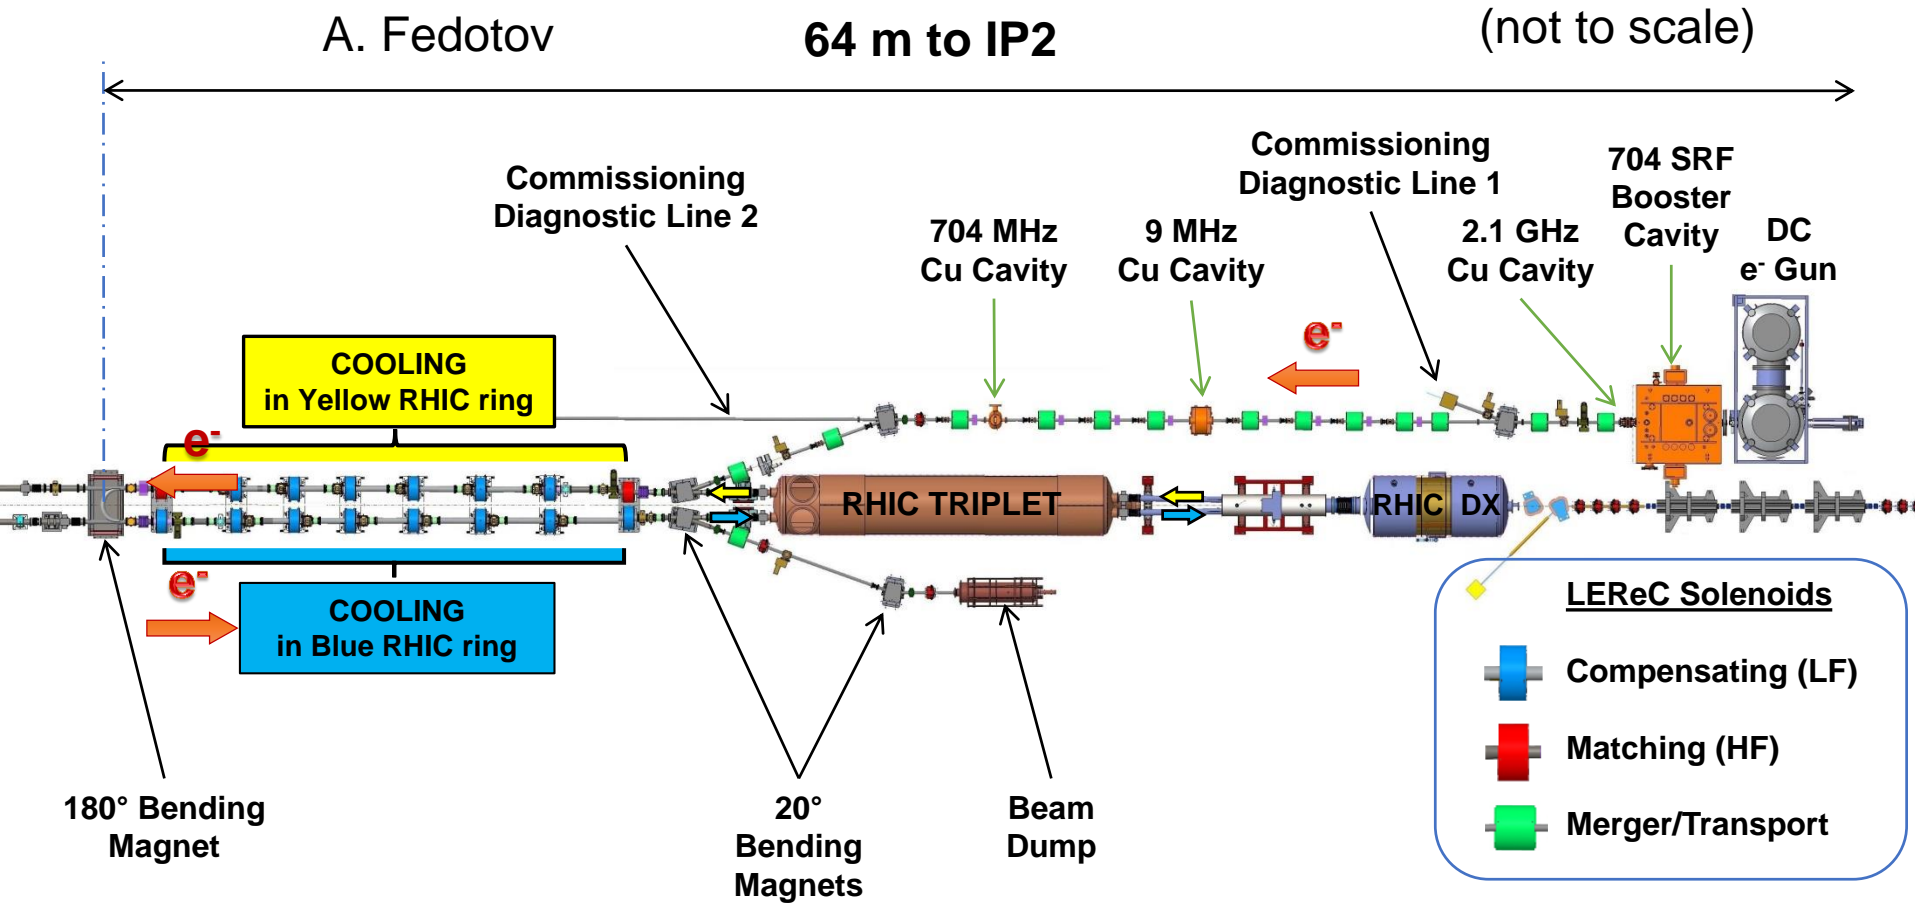 A. Fedotov
64 m to IP2
(not to scale)
Commissioning
Diagnostic Line 2
704 MHz
Cu Cavity
9 MHz
Cu Cavity
Commissioning
Diagnostic Line 1
2.1 GHz
Cu Cavity
704 SRF
Booster
Cavity
DC
e- Gun
COOLING
in Yellow RHIC ring
e-
e-
RHIC TRIPLET
RHIC DX
e-
COOLING
in Blue RHIC ring
180° Bending
Magnet
20°
Bending
Magnets
Beam
Dump
LEReC Solenoids
Compensating (LF)
Matching (HF)
Merger/Transport